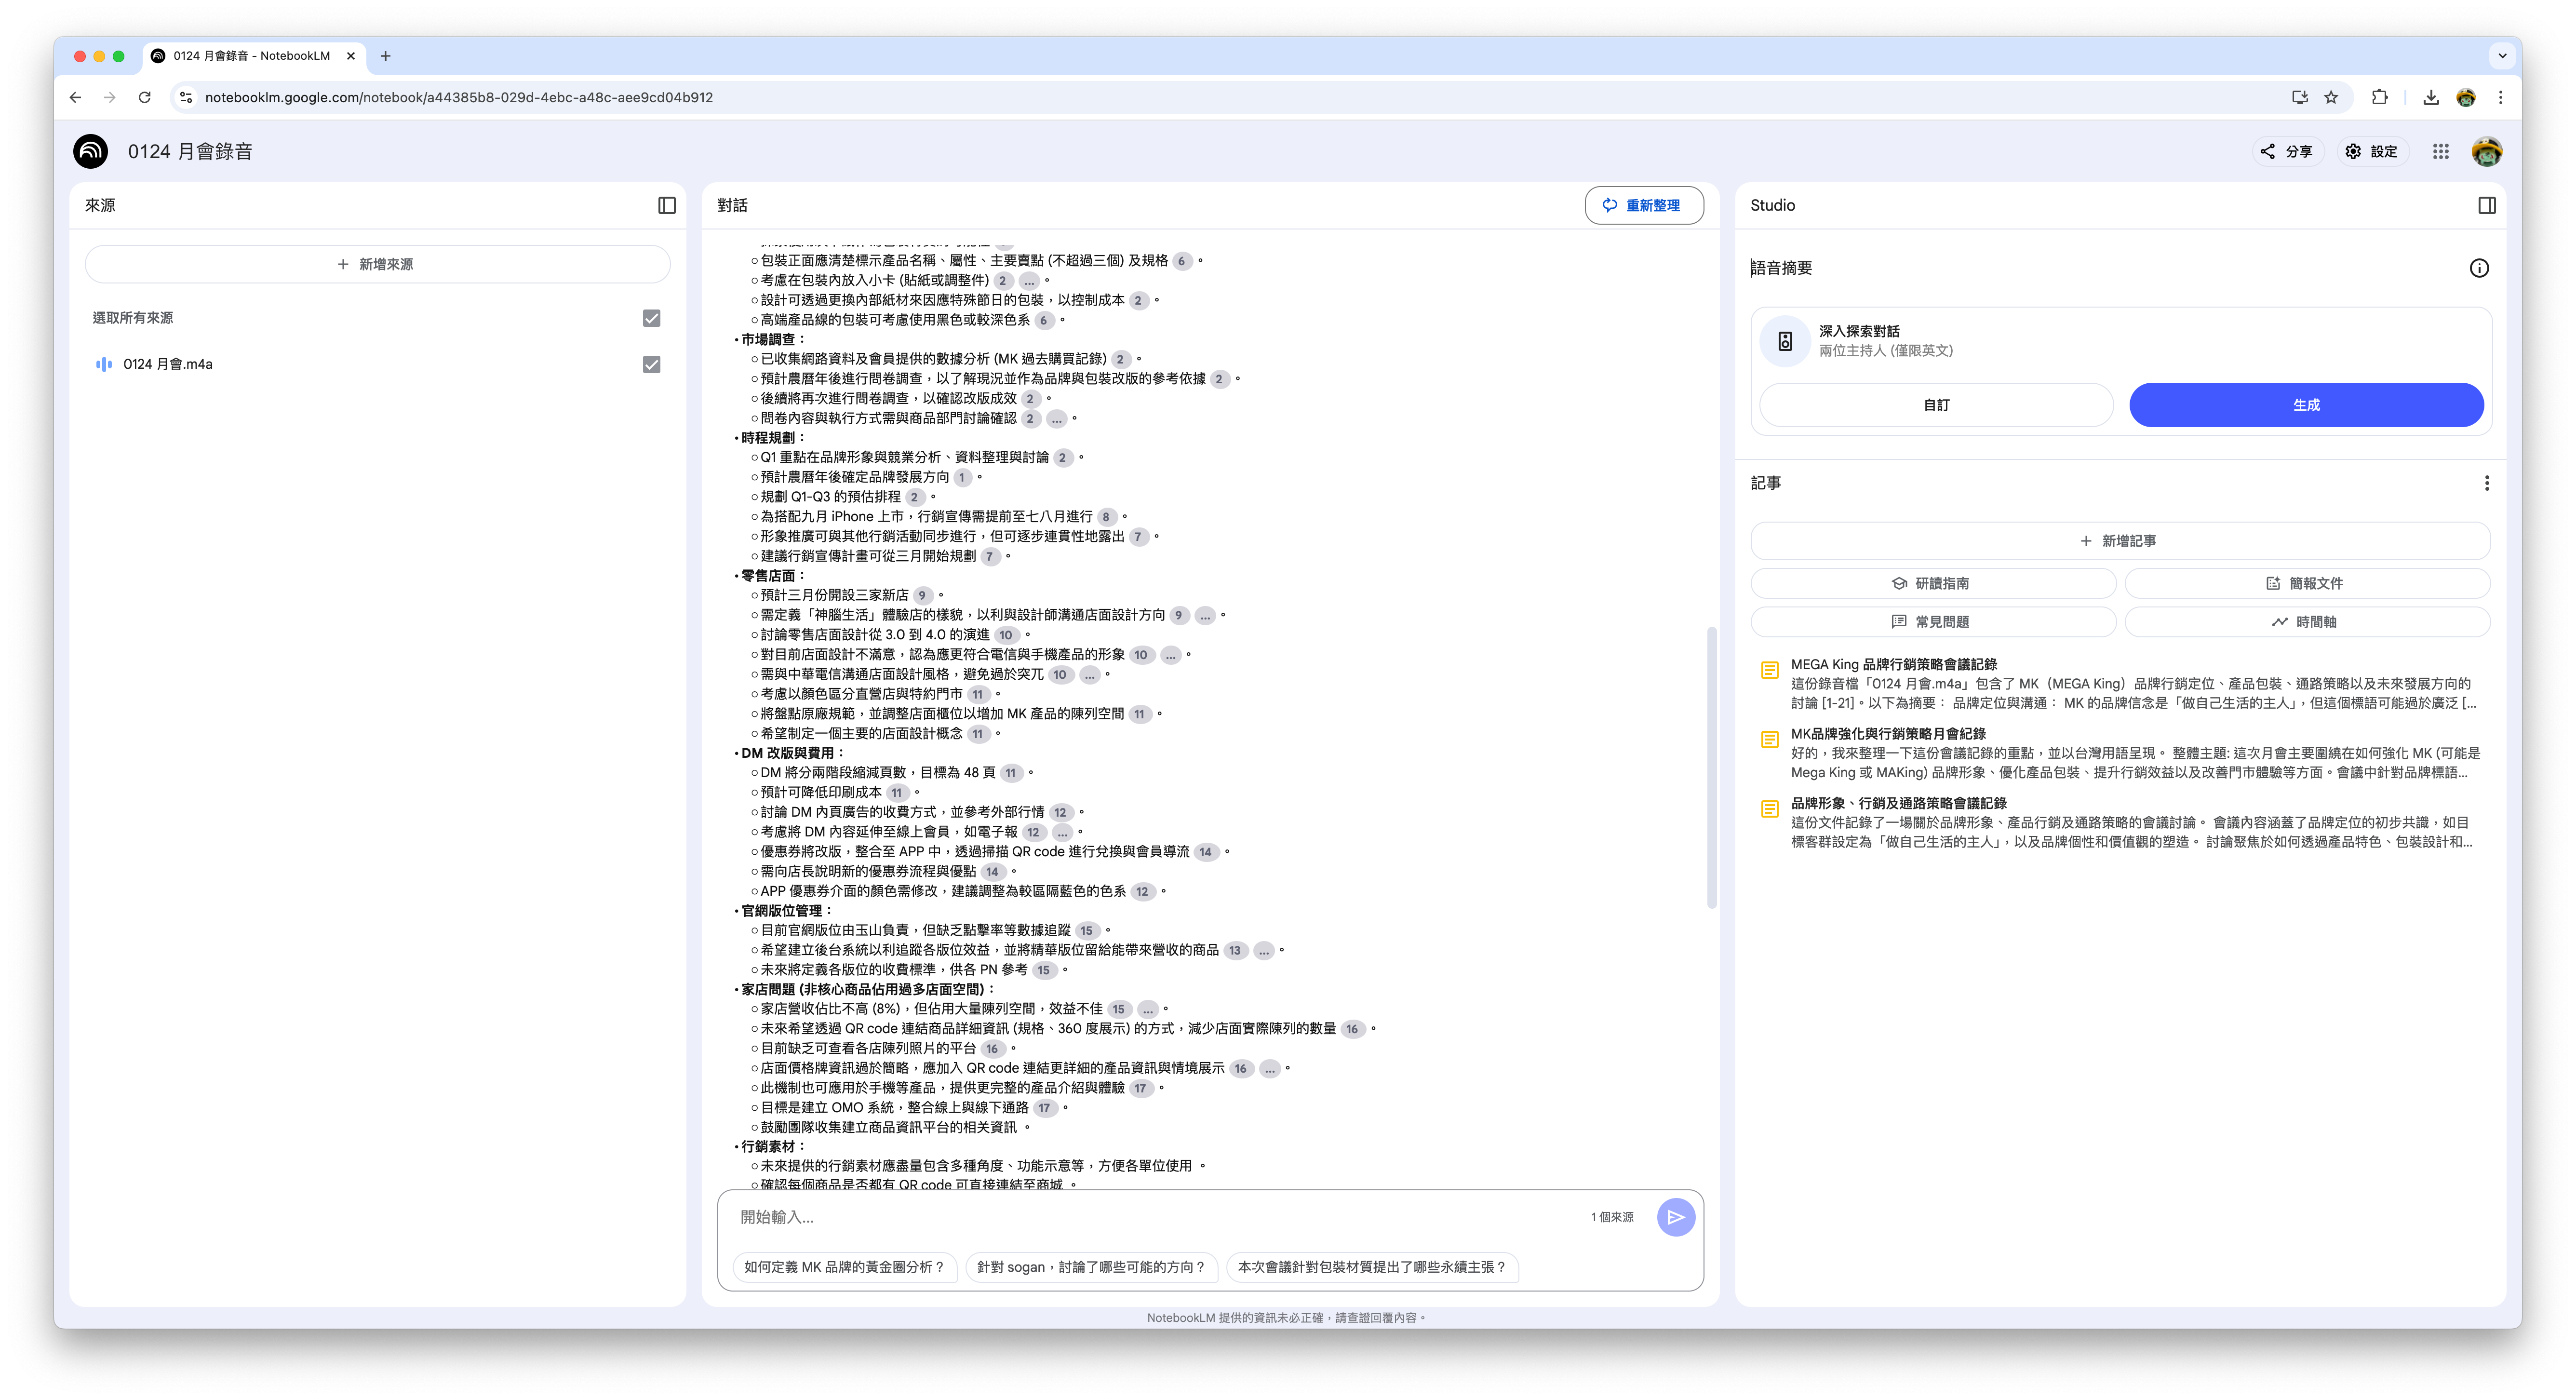 0124 月會錄音 - NotebookLM
notebooklm.google.com/notebook/a44385b8-029d-4ebc-a48c-aee9cd04b912
0124 月會錄音
分享
設定
來源
新增來源
選取所有來源
0124 月會.m4a
對話
重新整理
包裝正面應清楚標示產品名稱、屬性、主要賣點 (不超過三個) 及規格 6 。
考慮在包裝內放入小卡 (貼紙或調整件) 2 ... 。
設計可透過更換內部紙材來因應特殊節日的包裝，以控制成本 2 。
高端產品線的包裝可考慮使用黑色或較深色系 6 。
市場調查：
已收集網路資料及會員提供的數據分析 (MK 過去購買記錄) 2 。
預計農曆年後進行問卷調查，以了解現況並作為品牌與包裝改版的參考依據 2 。
後續將再次進行問卷調查，以確認改版成效 2 。
問卷內容與執行方式需與商品部門討論確認 2 ... 。
時程規劃：
Q1 重點在品牌形象與競業分析、資料整理與討論 2 。
預計農曆年後確定品牌發展方向 1 。
規劃 Q1-Q3 的預估排程 2 。
為搭配九月 iPhone 上市，行銷宣傳需提前至七八月進行 8 。
形象推廣可與其他行銷活動同步進行，但可逐步連貫性地露出 7 。
建議行銷宣傳計畫可從三月開始規劃 7 。
零售店面：
預計三月份開設三家新店 9 。
需定義「神腦生活」體驗店的樣貌，以利與設計師溝通店面設計方向 9 ... 。
討論零售店面設計從 3.0 到 4.0 的演進 10 。
對目前店面設計不滿意，認為應更符合電信與手機產品的形象 10 ... 。
需與中華電信溝通店面設計風格，避免過於突兀 10 ... 。
考慮以顏色區分直營店與特約門市 11 。
將盤點原廠規範，並調整店面櫃位以增加 MK 產品的陳列空間 11 。
希望制定一個主要的店面設計概念 11 。
DM 改版與費用：
DM 將分兩階段縮減頁數，目標為 48 頁 11 。
預計可降低印刷成本 11 。
討論 DM 內頁廣告的收費方式，並參考外部行情 12 。
考慮將 DM 內容延伸至線上會員，如電子報 12 ... 。
優惠券將改版，整合至 APP 中，透過掃描 QR code 進行兌換與會員導流 14 。
需向店長說明新的優惠券流程與優點 14 。
APP 優惠券介面的顏色需修改，建議調整為較區隔藍色的色系 12 。
官網版位管理：
目前官網版位由玉山負責，但缺乏點擊率等數據追蹤 15 。
希望建立後台系統以利追蹤各版位效益，並將精華版位留給能帶來營收的商品 13 ... 。
未來將定義各版位的收費標準，供各 PN 參考 15 。
家店問題 (非核心商品佔用過多店面空間)：
家店營收佔比不高 (8%)，但佔用大量陳列空間，效益不佳 15 ... 。
未來希望透過 QR code 連結商品詳細資訊 (規格、360 度展示) 的方式，減少店面實際陳列的數量 16 。
目前缺乏可查看各店陳列照片的平台 16 。
店面價格牌資訊過於簡略，應加入 QR code 連結更詳細的產品資訊與情境展示 16 ... 。
此機制也可應用於手機等產品，提供更完整的產品介紹與體驗 17 。
目標是建立 OMO 系統，整合線上與線下通路 17 。
鼓勵團隊收集建立商品資訊平台的相關資訊 。
行銷素材：
未來提供的行銷素材應盡量包含多種角度、功能示意等，方便各單位使用 。
確認每個商品是否都有 QR code 可直接連結至商城 。
開始輸入...
1 個來源
如何定義 MK 品牌的黃金圈分析？
針對 sogan，討論了哪些可能的方向？
本次會議針對包裝材質提出了哪些永續主張？
NotebookLM 提供的資訊未必正確，請查證回覆內容。
Studio
語音摘要
深入探索對話
兩位主持人 (僅限英文)
自訂
生成
記事
新增記事
研讀指南
簡報文件
常見問題
時間軸
MEGA King 品牌行銷策略會議記錄
這份錄音檔「0124 月會.m4a」包含了 MK（MEGA King）品牌行銷定位、產品包裝、通路策略以及未來發展方向的
討論 [1-21]。以下為摘要： 品牌定位與溝通： MK 的品牌信念是「做自己生活的主人」，但這個標語可能過於廣泛 [...
MK品牌強化與行銷策略月會紀錄
好的，我來整理一下這份會議記錄的重點，並以台灣用語呈現。 整體主題: 這次月會主要圍繞在如何強化 MK (可能是
Mega King 或 MAKing) 品牌形象、優化產品包裝、提升行銷效益以及改善門市體驗等方面。會議中針對品牌標語...
品牌形象、行銷及通路策略會議記錄
這份文件記錄了一場關於品牌形象、產品行銷及通路策略的會議討論。 會議內容涵蓋了品牌定位的初步共識，如目
標客群設定為「做自己生活的主人」，以及品牌個性和價值觀的塑造。 討論聚焦於如何透過產品特色、包裝設計和...